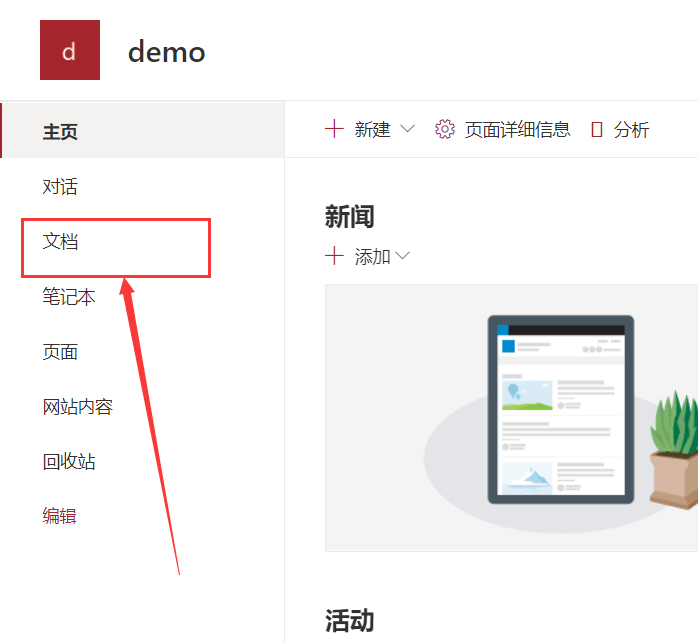 d
demo
主页
对话
文档
笔记本
页面
网站内容
回收站
编辑
新建 页面详细信息 分析
新闻
添加
活动